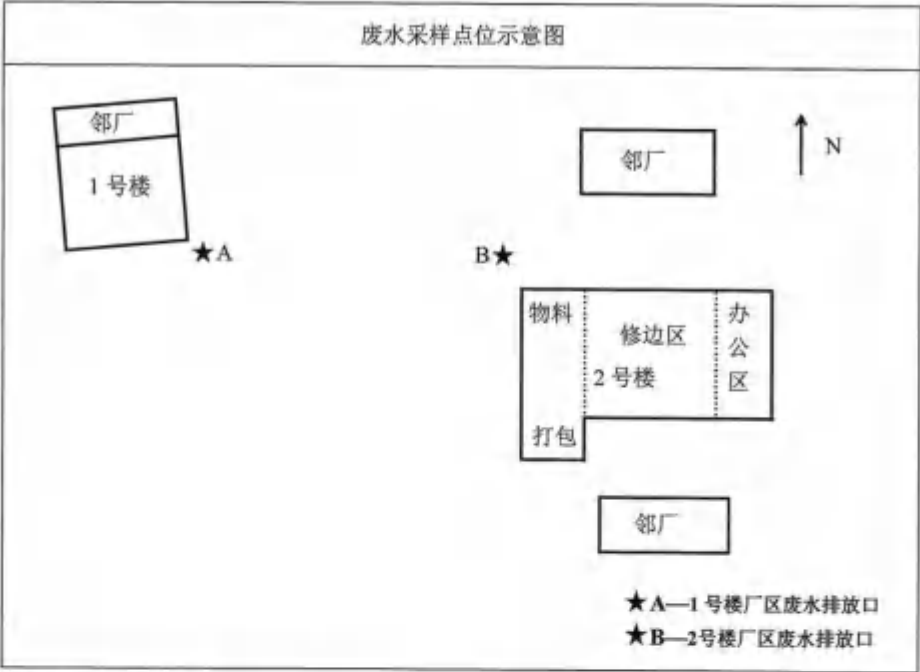 废水采样点位示意图
邻厂
1 号楼
★A
邻厂
N
B★
物料
修边区
2 号楼
打包
办
公
区
邻厂
★A—1 号楼厂区废水排放口
★B—2号楼厂区废水排放口